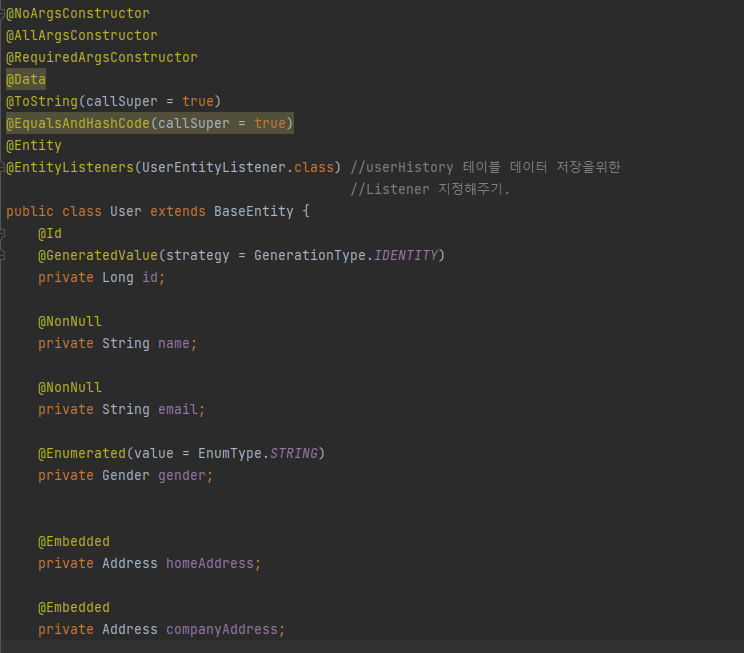 @NoArgsConstructor
@AllArgsConstructor
@RequiredArgsConstructor
@Data
@ToString(callSuper = true)
@EqualsAndHashCode(callSuper = true)
@Entity
@EntityListeners(UserEntityListener.class) //userHistory 테이블 데이터 저장을위한
//Listener 지정해주기.
public class User extends BaseEntity {
@Id
@GeneratedValue(strategy = GenerationType.IDENTITY)
private Long id;
@NonNull
private String name;
@NonNull
private String email;
@Enumerated(value = EnumType.STRING)
private Gender gender;
@Embedded
private Address homeAddress;
@Embedded
private Address companyAddress;